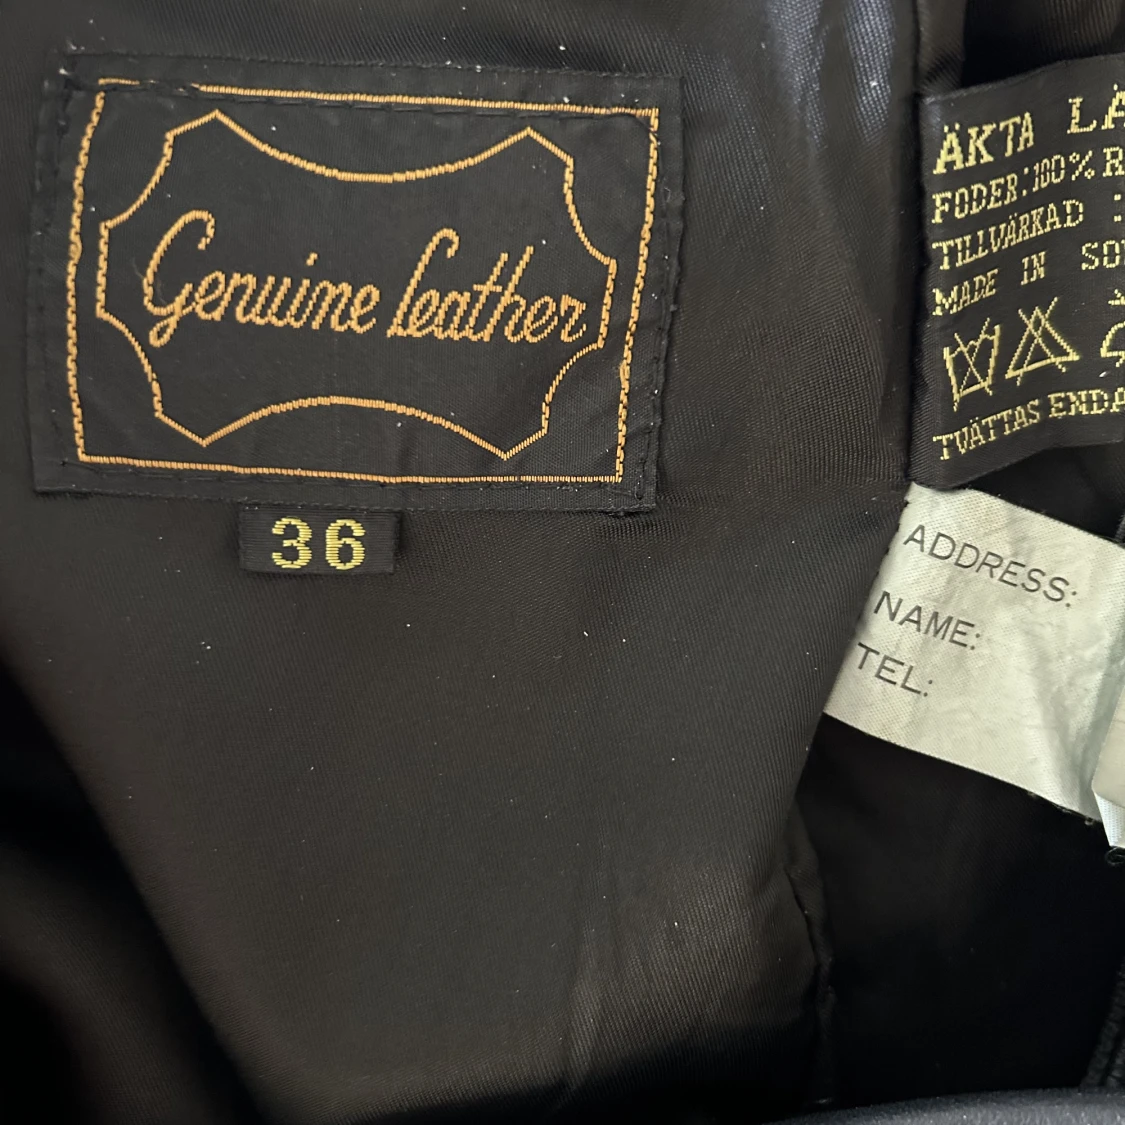 Genuine leather
36
ÄKTA LÄ
FODER:100% R
TILLVÄRKAD :
MADE IN SO
TVÄTTAS ENDA
ADDRESS:
NAME:
TEL: